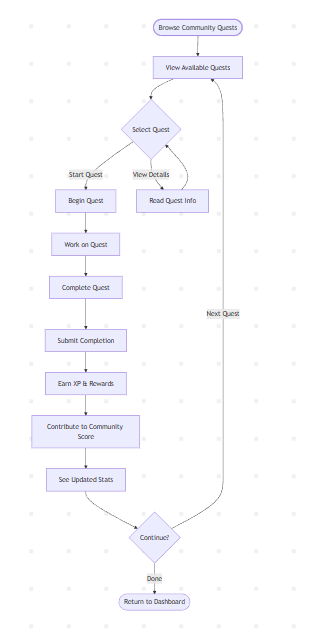 Browse Community Quests
View Available Quests
Select Quest
Start Quest
View Details
Begin Quest
Read Quest Info
Work on Quest
Complete Quest
Next Quest
Submit Completion
Earn XP & Rewards
Contribute to Community
Score
See Updated Stats
Continue?
Done
Return to Dashboard